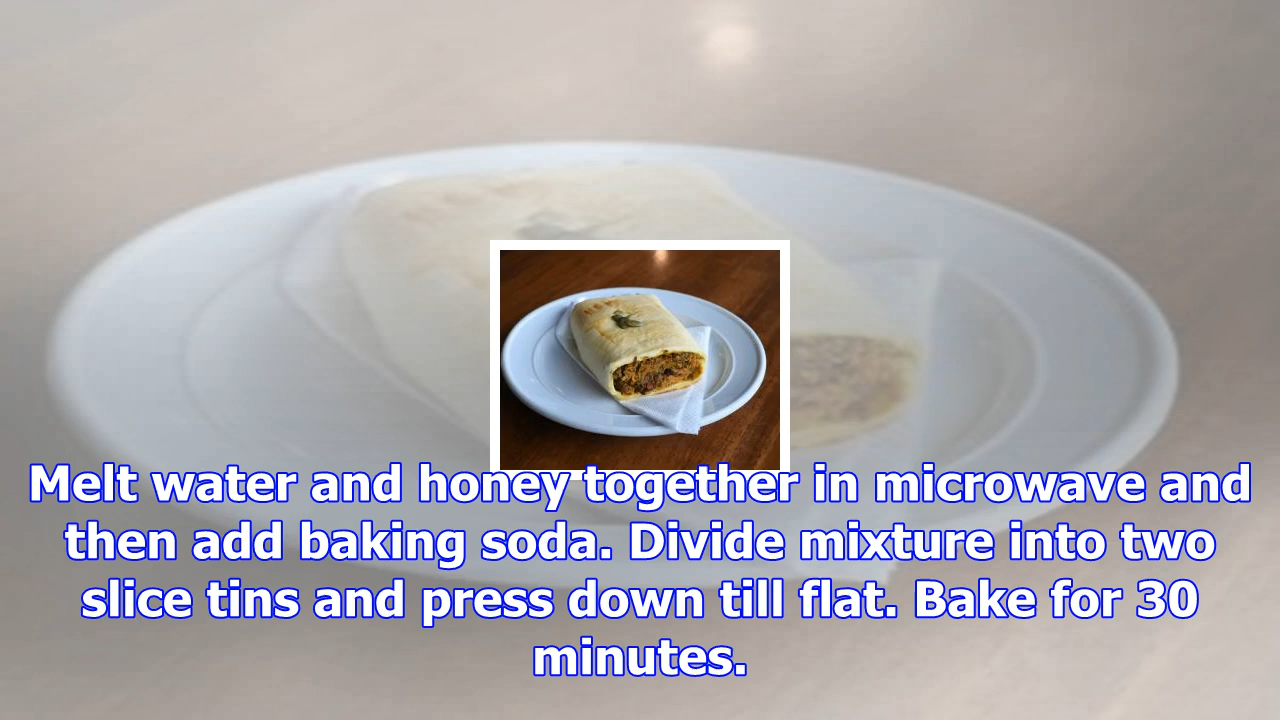 Melt water and honey together in microwave and
then add baking soda. Divide mixture into two
slice tins and press down till flat. Bake for 30
minutes.